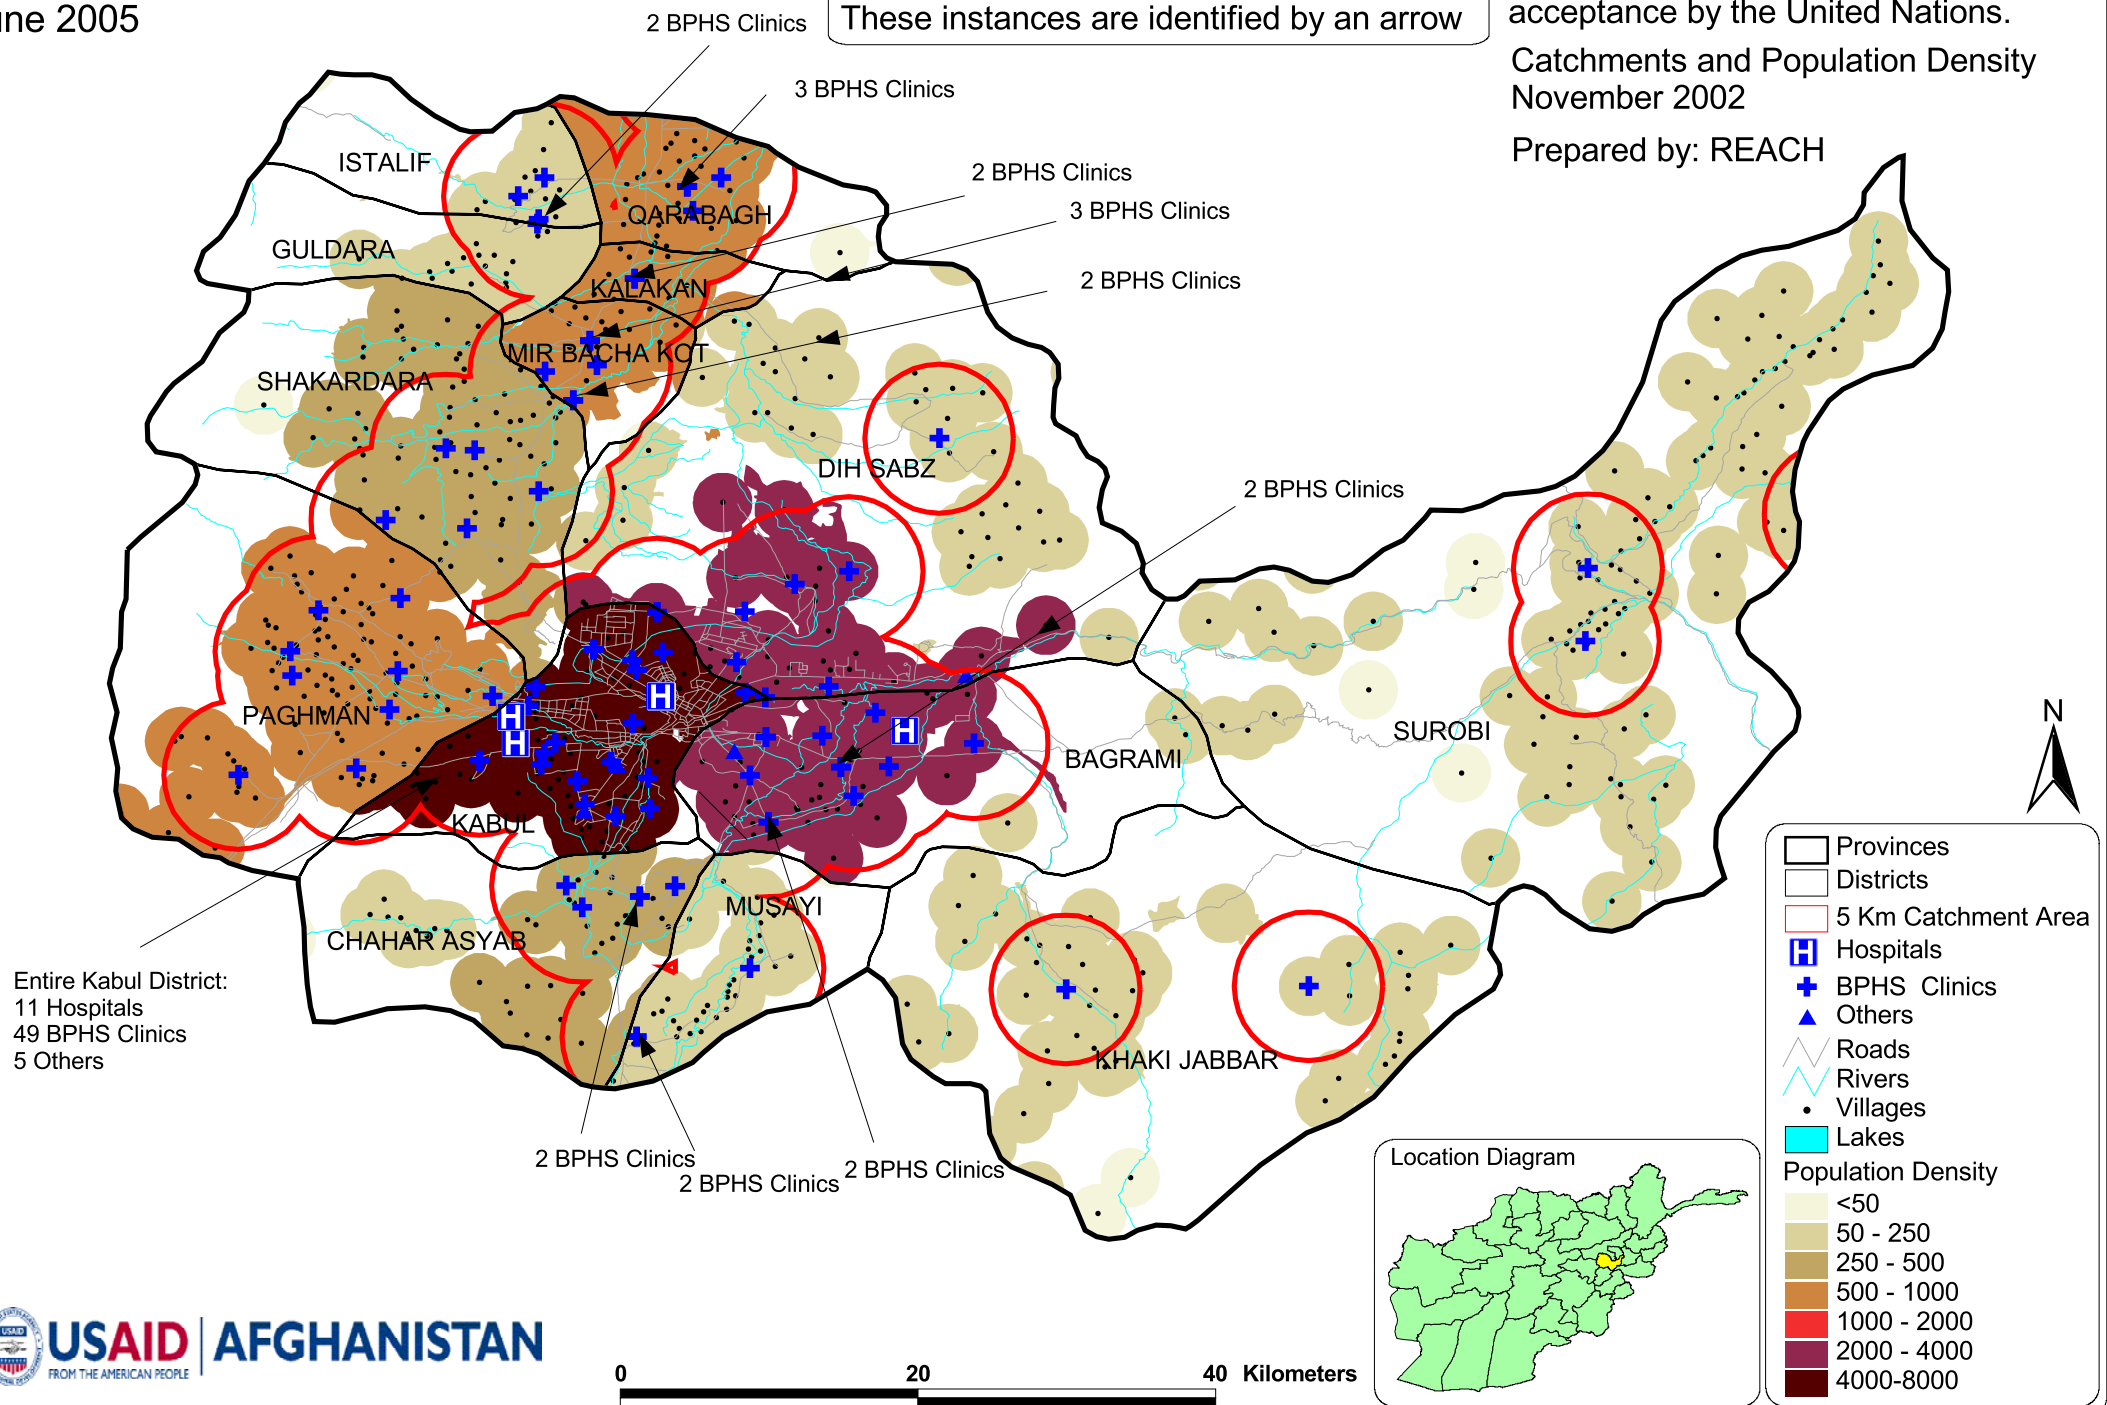 une 2005
These instances are identified by an arrow
acceptance by the United Nations.
Catchments and Population Density
November 2002
Prepared by: REACH
2 BPHS Clinics
3 BPHS Clinics
2 BPHS Clinics
3 BPHS Clinics
2 BPHS Clinics
2 BPHS Clinics
ISTALIF
QARABAGH
GULDARA
KALAKAN
MIR BACHA KOT
SHAKARDARA
DIH SABZ
PAGHMAN
SUROBI
BAGRAMI
KABUL
MUSAYI
CHAHAR ASYAB
KHAKI JABBAR
Entire Kabul District:
11 Hospitals
49 BPHS Clinics
5 Others
2 BPHS Clinics
2 BPHS Clinics
2 BPHS Clinics
H
H
H
H
N
Provinces
Districts
5 Km Catchment Area
H Hospitals
BPHS Clinics
Others
Roads
Rivers
Villages
Lakes
Population Density
<50
50 - 250
250 - 500
500 - 1000
1000 - 2000
2000 - 4000
4000-8000
Location Diagram
USAID
USAID
FROM THE AMERICAN PEOPLE
AFGHANISTAN
0 20 40 Kilometers